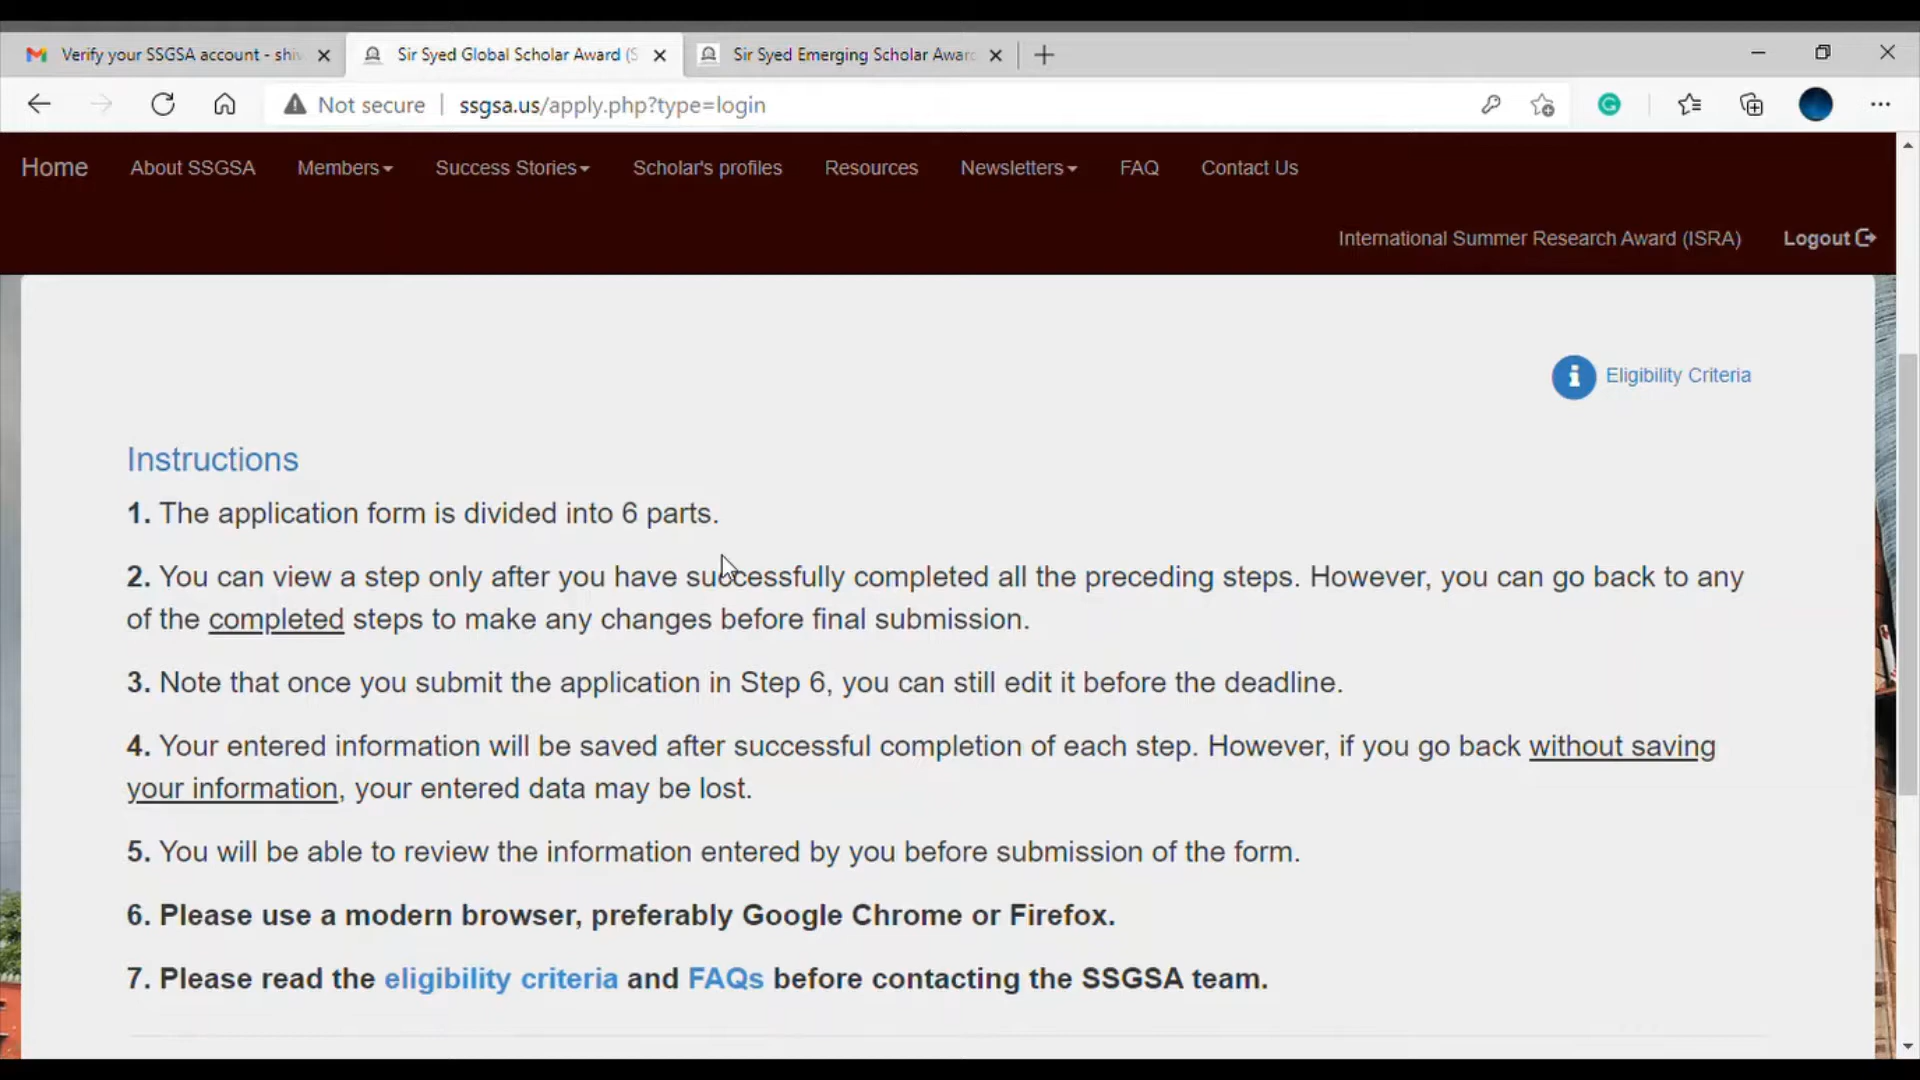 Verify your SSGSA account - shiv
Sir Syed Global Scholar Award (S
Sir Syed Emerging Scholar Awar
Not secure
ssgsa.us/apply.php?type=login
Home
About SSGSA
Members
Success Stories
Scholar's profiles
Resources
Newsletters
FAQ
Contact Us
International Summer Research Award (ISRA)
Logout
Eligibility Criteria
Instructions
1. The application form is divided into 6 parts.
2. You can view a step only after you have successfully completed all the preceding steps. However, you can go back to any
of the completed steps to make any changes before final submission.
3. Note that once you submit the application in Step 6, you can still edit it before the deadline.
4. Your entered information will be saved after successful completion of each step. However, if you go back without saving
your information, your entered data may be lost.
5. You will be able to review the information entered by you before submission of the form.
6. Please use a modern browser, preferably Google Chrome or Firefox.
7. Please read the eligibility criteria and FAQs before contacting the SSGSA team.